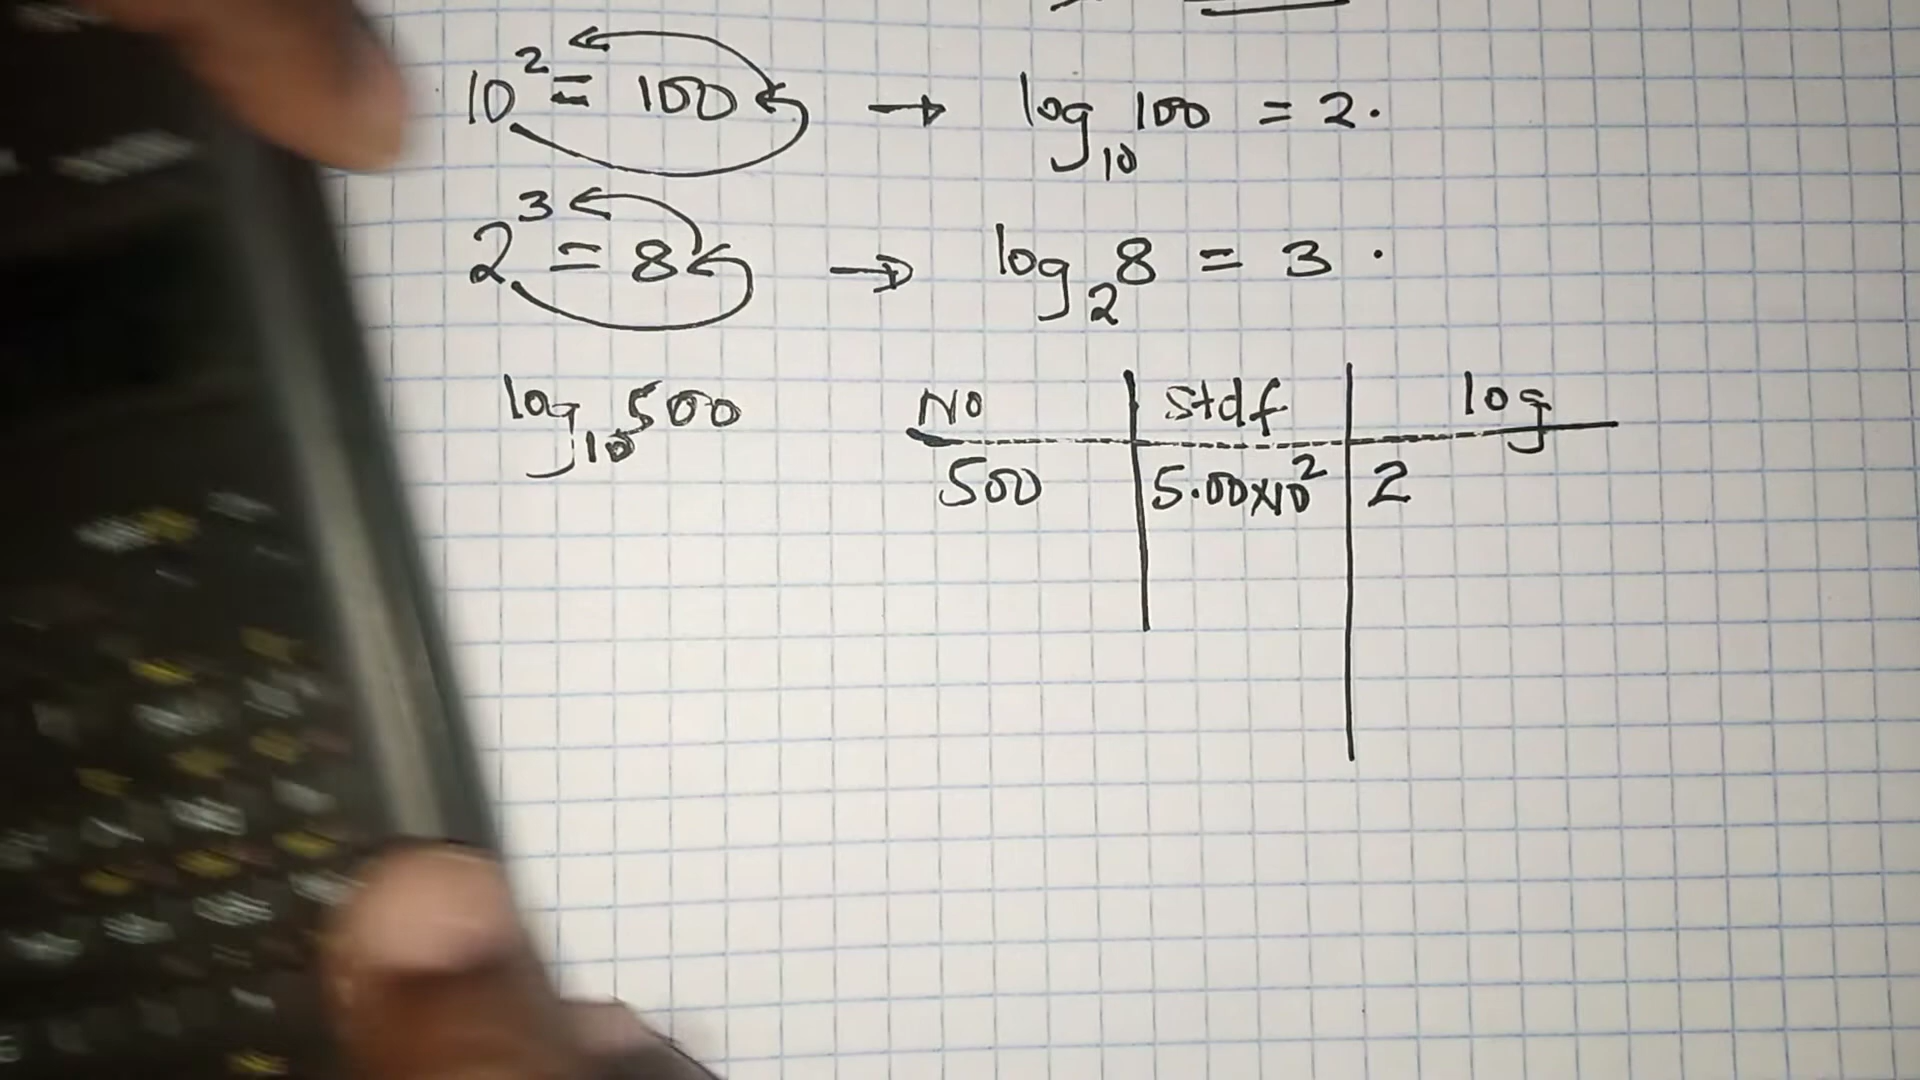 10² = 100 → log₁₀100 = 2.
2³ = 8 → log₂8 = 3.
log₁₀500
No stdf log
500 5.00×10² 2